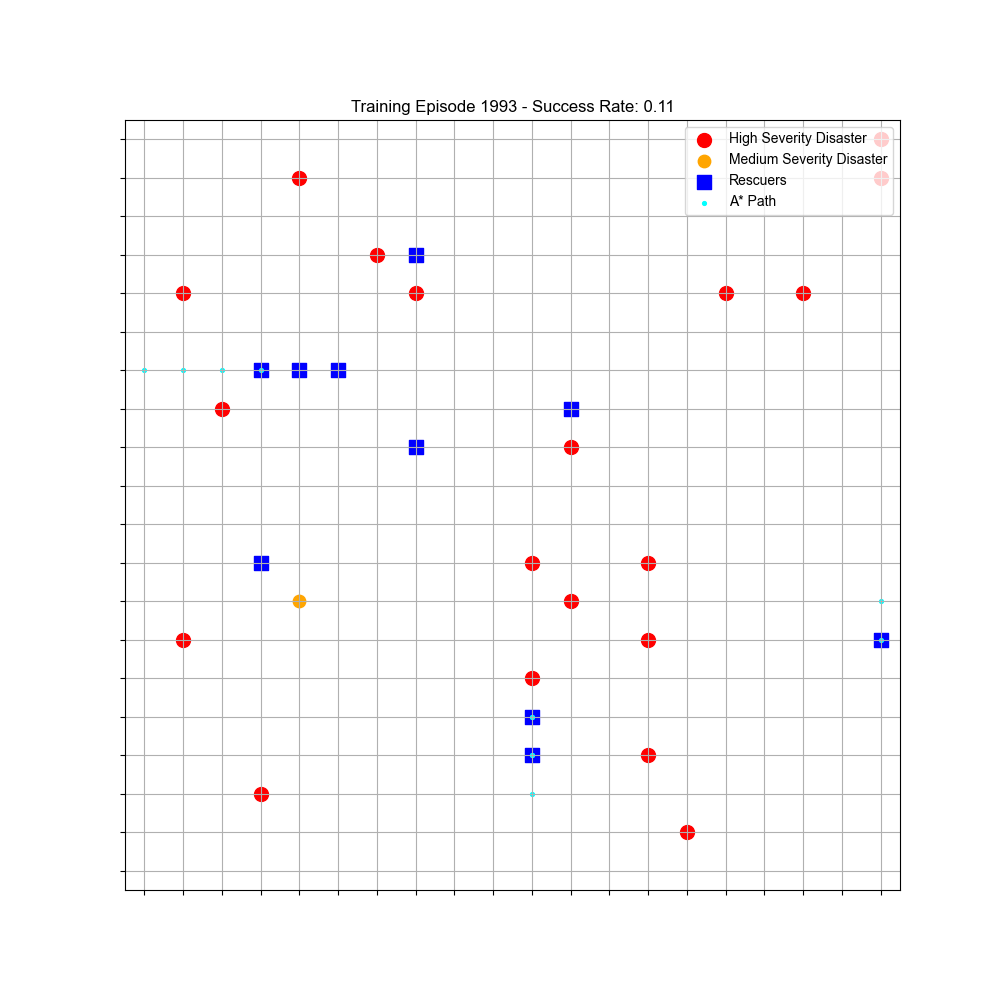 Training Episode 1993 - Success Rate: 0.11
High Severity Disaster
Medium Severity Disaster
Rescuers
A* Path